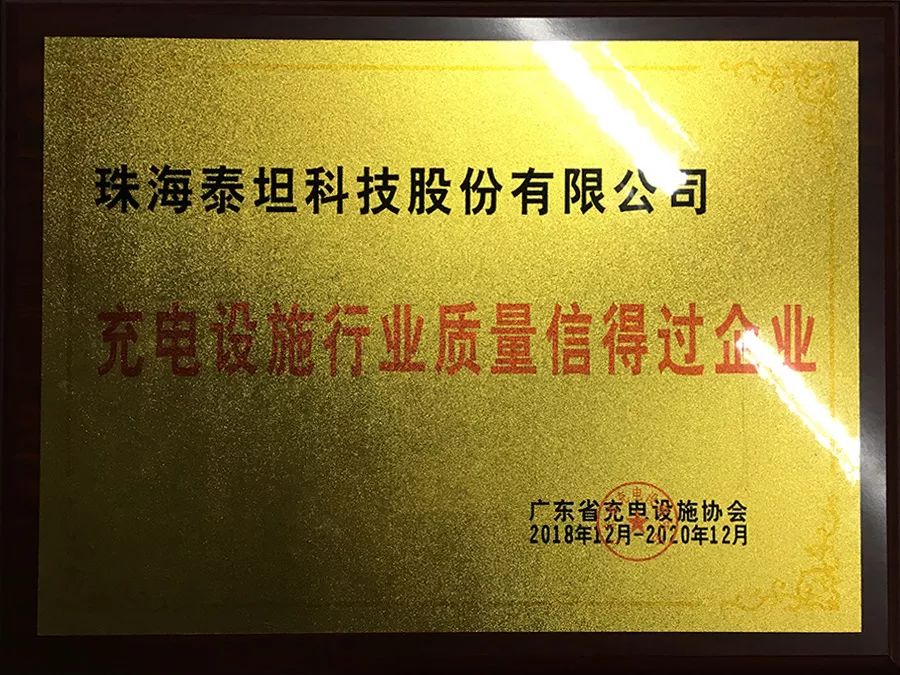 珠海泰坦科技股份有限公司
充电设施行业质量信得过企业
广东省充电设施协会
2018年12月-2020年12月